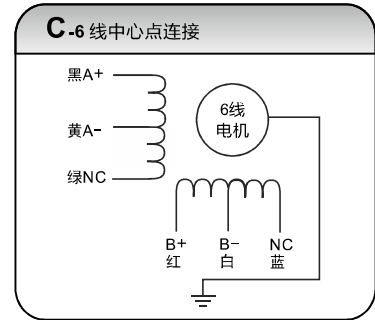 C-6 线中心点连接
黑A+
黄A-
绿NC
6线
电机
B+ B- NC
红 白 蓝